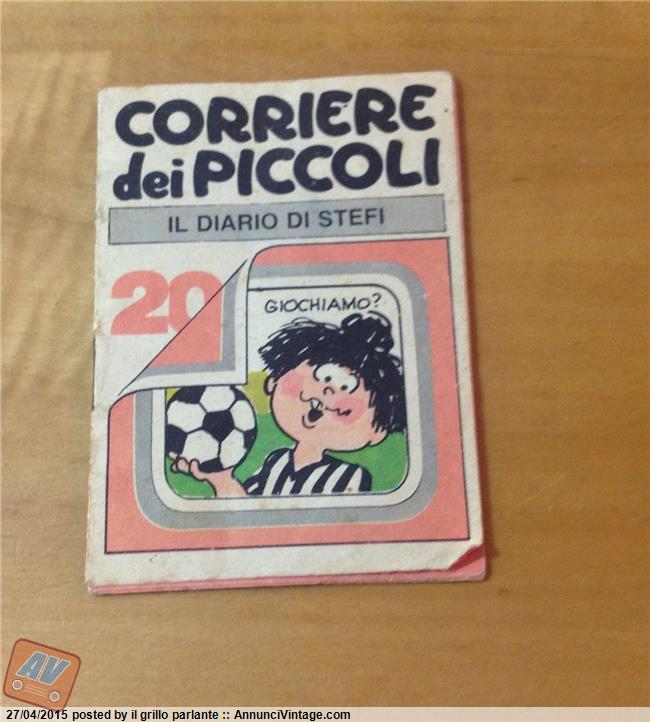 CORRIERE
dei PICCOLI
IL DIARIO DI STEFI
20
GIOCHIAMO?
AV
27/04/2015 posted by il grillo parlante :: AnnunciVintage.com